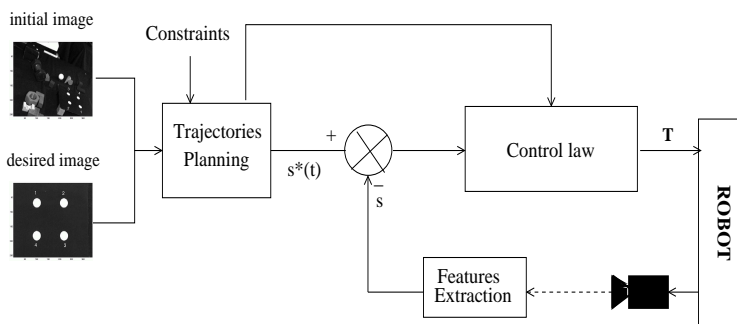 initial image
Constraints
desired image
Trajectories
Planning
+
s*(t)
−
s
Control law
T
ROBOT
Features
Extraction
1
2
4
3